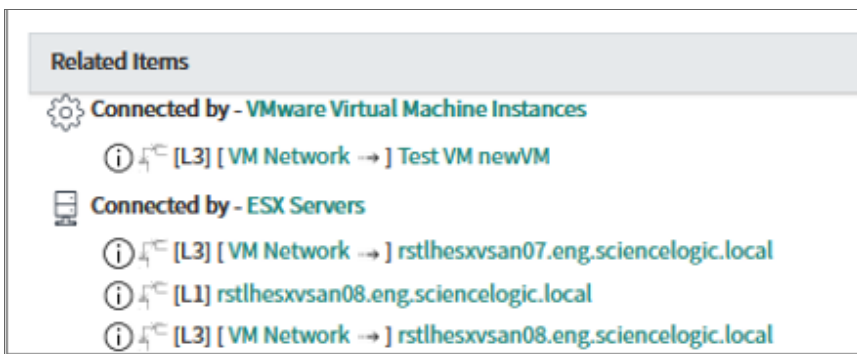 Related Items
Connected by - VMware Virtual Machine Instances
[L3] [ VM Network ⇢ ] Test VM newVM
Connected by - ESX Servers
[L3] [ VM Network ⇢ ] rstlhesxvsan07.eng.sciencelogic.local
[L1] rstlhesxvsan08.eng.sciencelogic.local
[L3] [ VM Network ⇢ ] rstlhesxvsan08.eng.sciencelogic.local